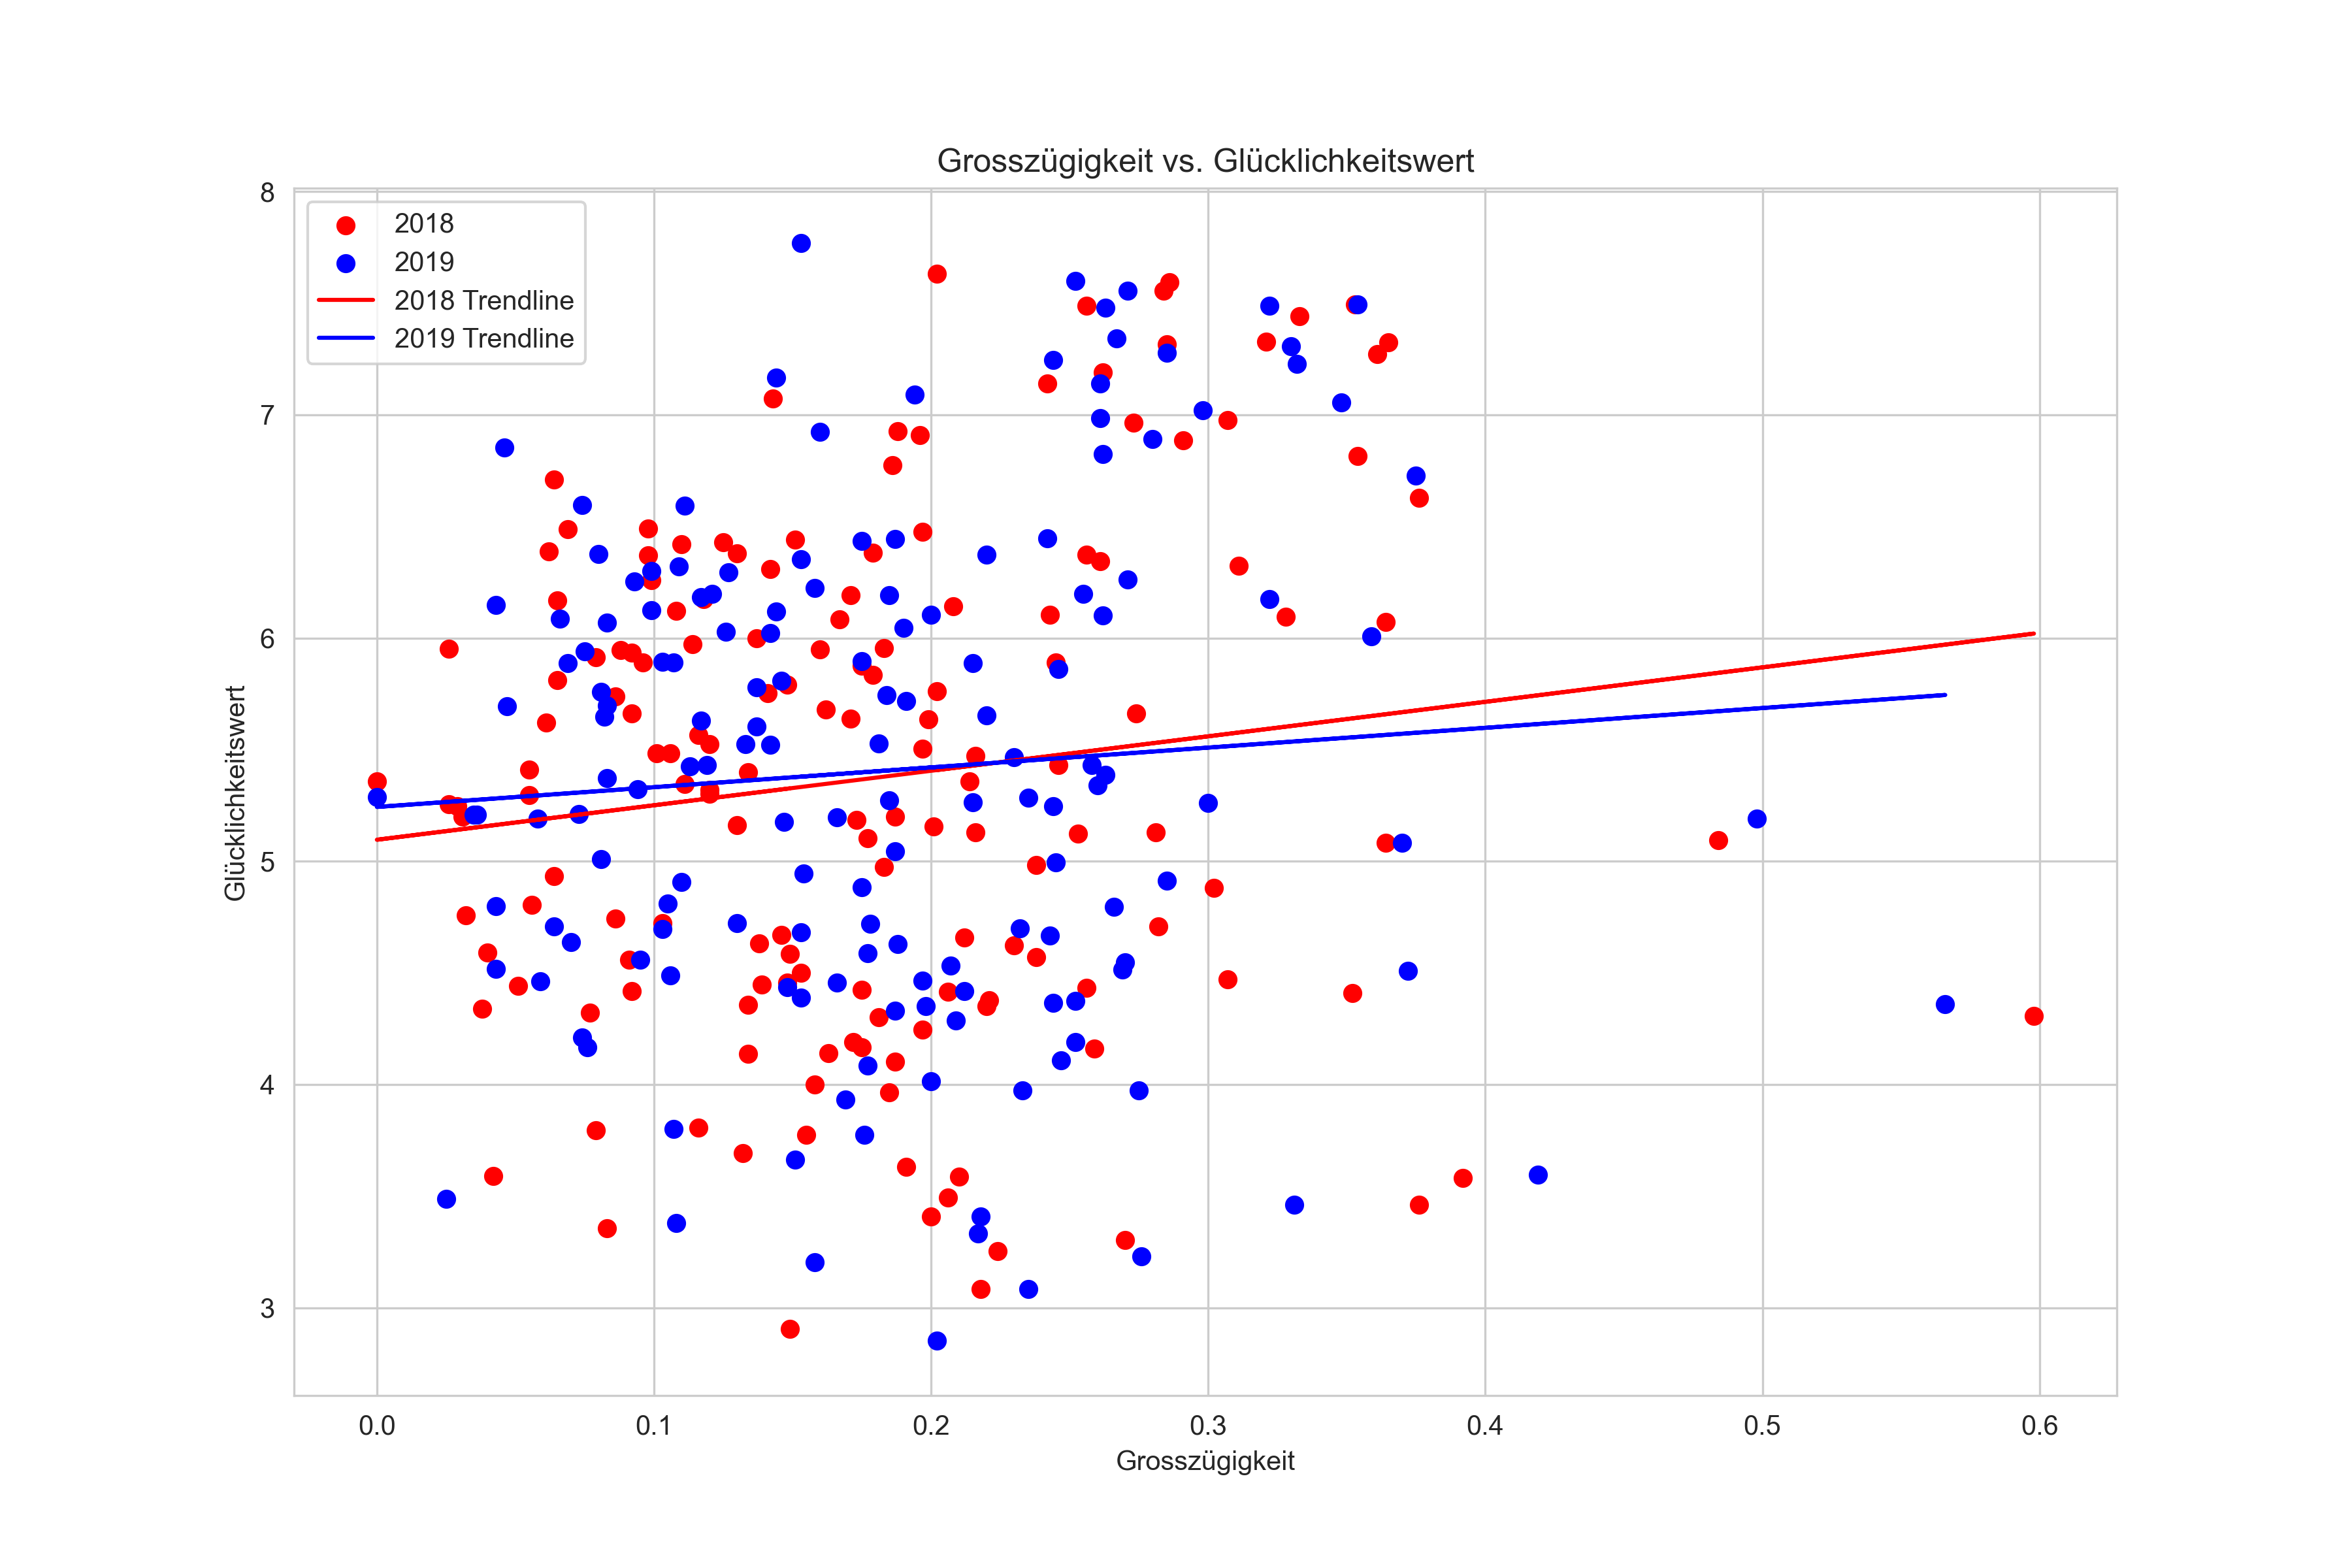 Grosszügigkeit vs. Glücklichkeitswert
8
7
6
5
4
3
2018
2019
2018 Trendline
2019 Trendline
Glücklichkeitswert
0.0 0.1 0.2 0.3 0.4 0.5 0.6
Grosszügigkeit